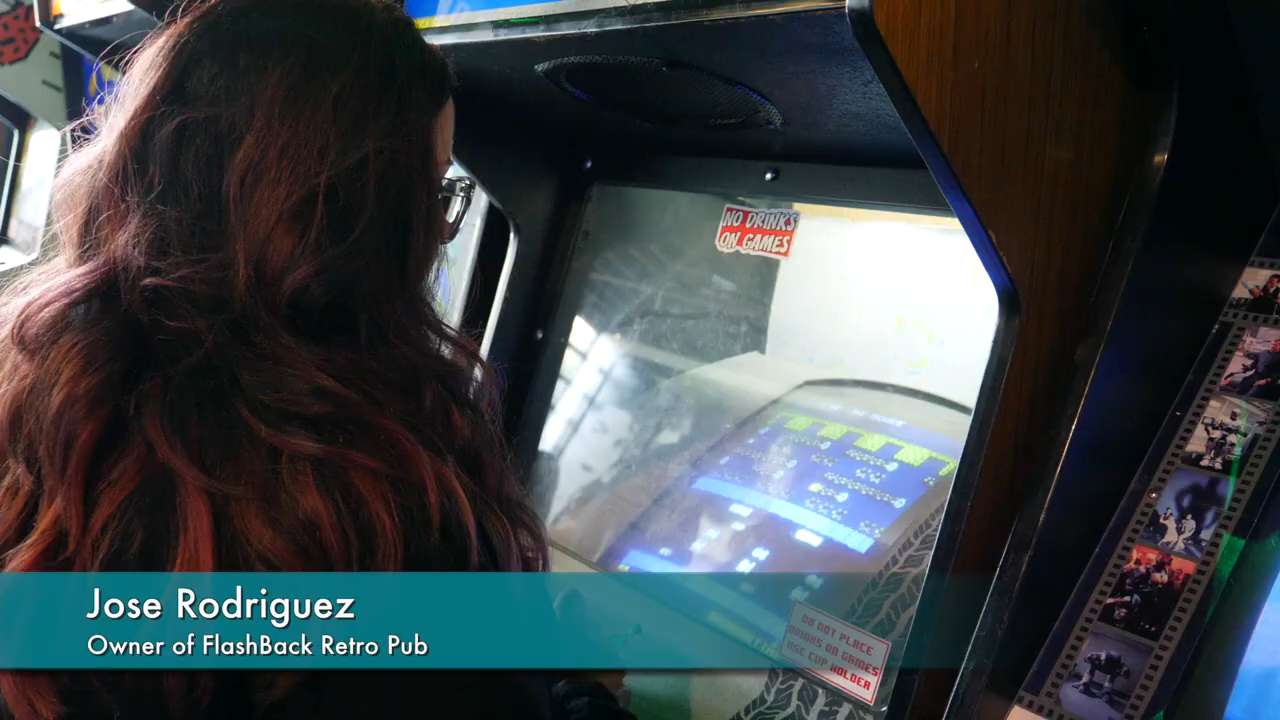 NO DRINKS
ON GAMES
Jose Rodriguez
Owner of FlashBack Retro Pub
DO NOT PLACE
DRINKS ON GAMES
USE CUP HOLDER